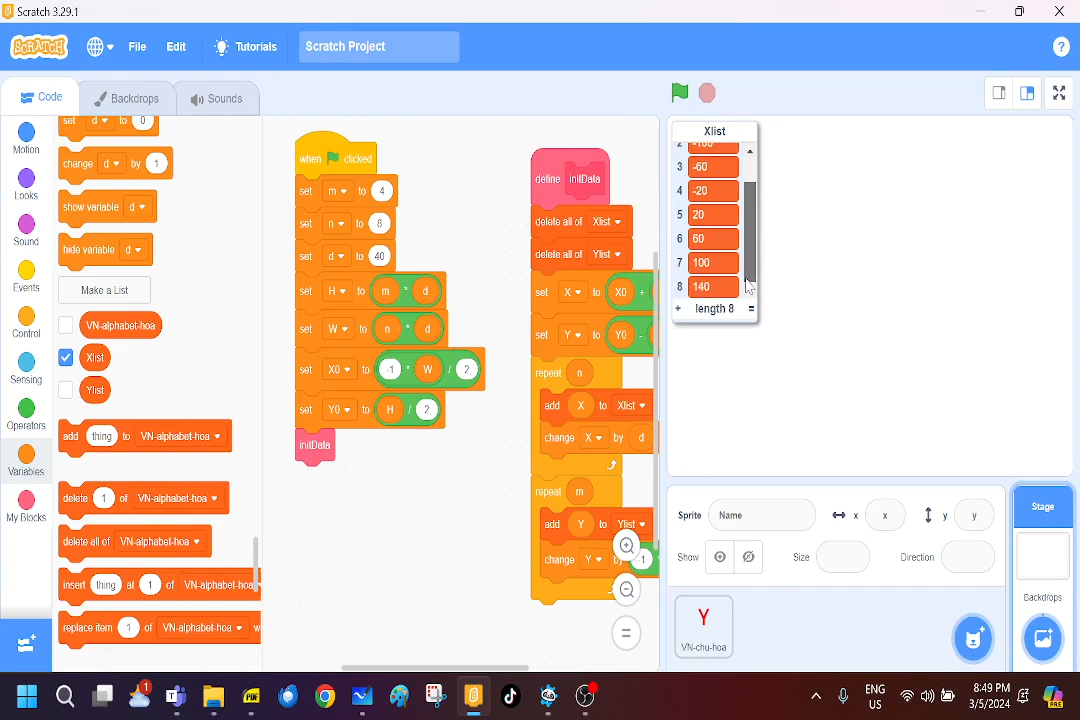 Scratch 3.29.1
SCRATCH File Edit Tutorials Scratch Project ?
Code Backdrops Sounds
Motion
Looks
Sound
Events
Control
Sensing
Operators
Variables
My Blocks
set d to 0
change d by 1
show variable d
hide variable d
Make a List
VN-alphabet-hoa
Xlist
Ylist
add thing to VN-alphabet-hoa
delete 1 of VN-alphabet-hoa
delete all of VN-alphabet-hoa
insert thing at 1 of VN-alphabet-hoa
replace item 1 of VN-alphabet-hoa w
when clicked
set m to 4
set n to 8
set d to 40
set H to m * d
set W to n * d
set X0 to -1 * W / 2
set Y0 to H / 2
initData
define initData
delete all of Xlist
delete all of Ylist
set X to X0 +
set Y to Y0 -
repeat n
add X to Xlist
change X by d
repeat m
add Y to Ylist
change Y by -1
Xlist
2 -100
3 -60
4 -20
5 20
6 60
7 100
8 140
+ length 8 =
Sprite Name x x y y
Show Size Direction
Y
VN-chu-hoa
Stage
Backdrops
1
PDF
ENG
US
8:49 PM
3/5/2024
PRE